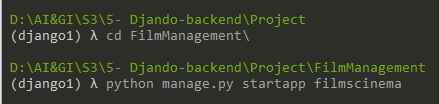 D:\AI&GI\S3\5- Djando-backend\Project
(django1) λ cd FilmManagement\
D:\AI&GI\S3\5- Djando-backend\Project\FilmManagement
(django1) λ python manage.py startapp filmscinema